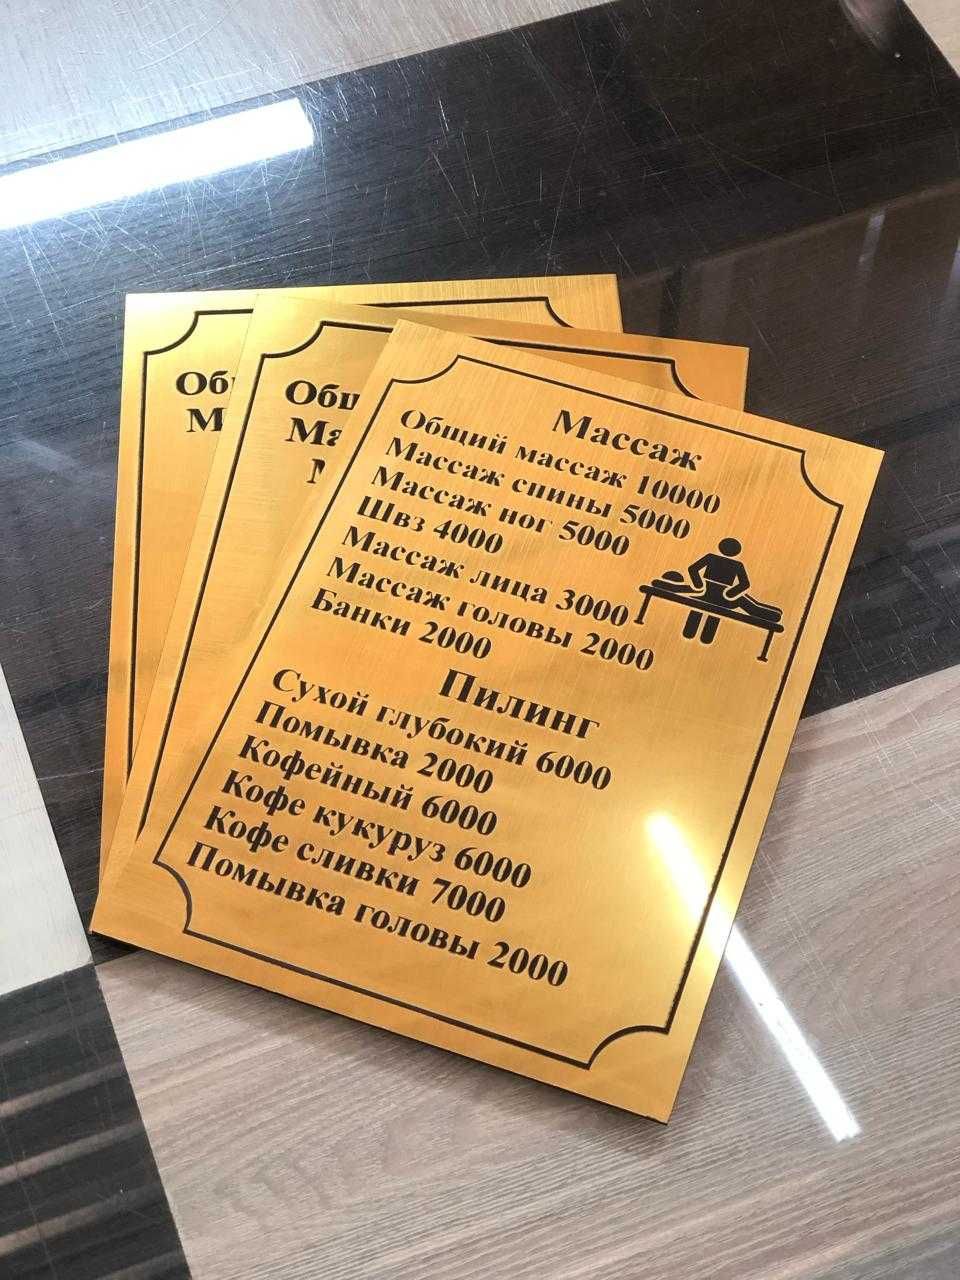 Массаж
Общий массаж 10000
Массаж спины 5000
Массаж ног 5000
Швз 4000
Массаж лица 3000
Массаж головы 2000
Банки 2000
Пилинг
Сухой глубокий 6000
Помывка 2000
Кофейный 6000
Кофе кукуруз 6000
Кофе сливки 7000
Помывка головы 2000